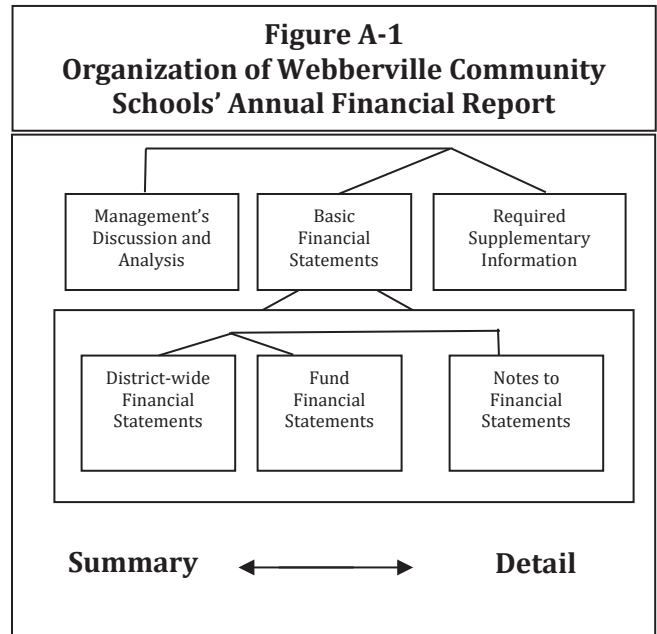 Figure A-1
Organization of Webberville Community
Schools’ Annual Financial Report
Management’s
Discussion and
Analysis
Basic
Financial
Statements
Required
Supplementary
Information
District-wide
Financial
Statements
Fund
Financial
Statements
Notes to
Financial
Statements
Summary
Detail